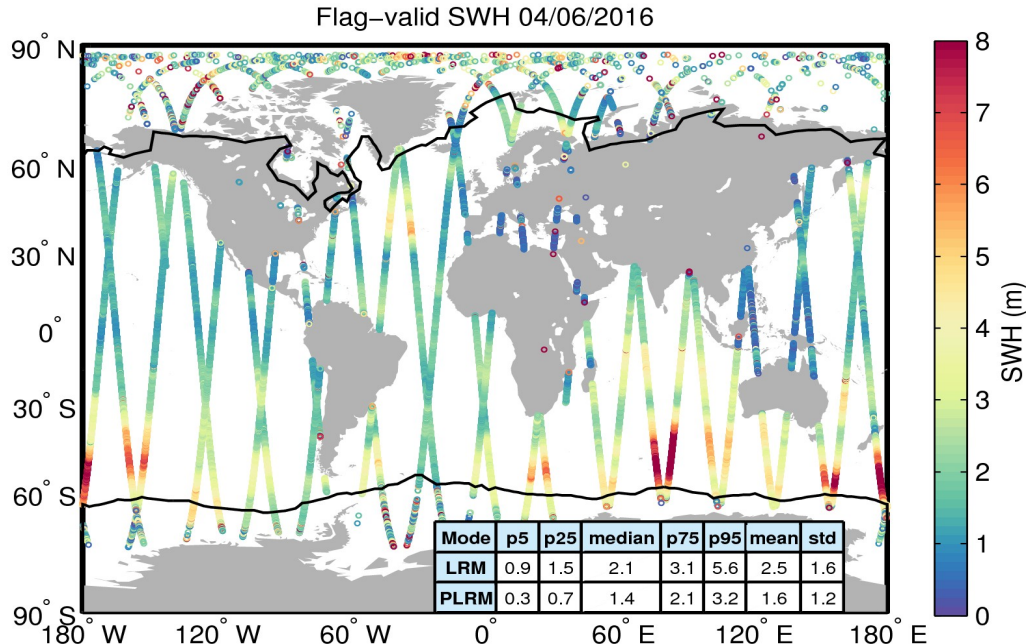 Flag−valid SWH 04/06/2016
90° N
60° N
30° N
0°
30° S
60° S
90° S
180° W 120° W 60° W 0° 60° E 120° E 180° E
Mode p5 p25 median p75 p95 mean std
LRM 0.9 1.5 2.1 3.1 5.6 2.5 1.6
PLRM 0.3 0.7 1.4 2.1 3.2 1.6 1.2
8
7
6
5
4
3
2
1
0
SWH (m)